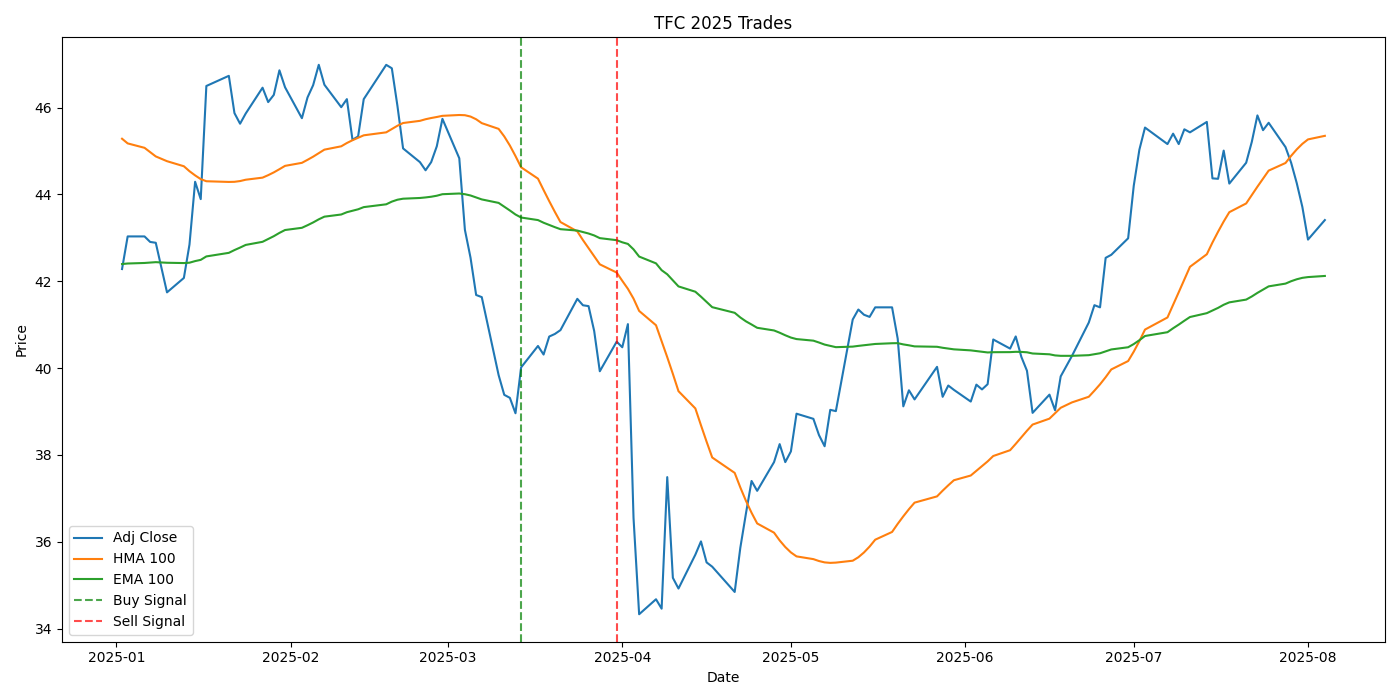 TFC 2025 Trades
Price
46
44
42
40
38
36
34
Adj Close
HMA 100
EMA 100
Buy Signal
Sell Signal
2025-01
2025-02
2025-03
2025-04
2025-05
2025-06
2025-07
2025-08
Date